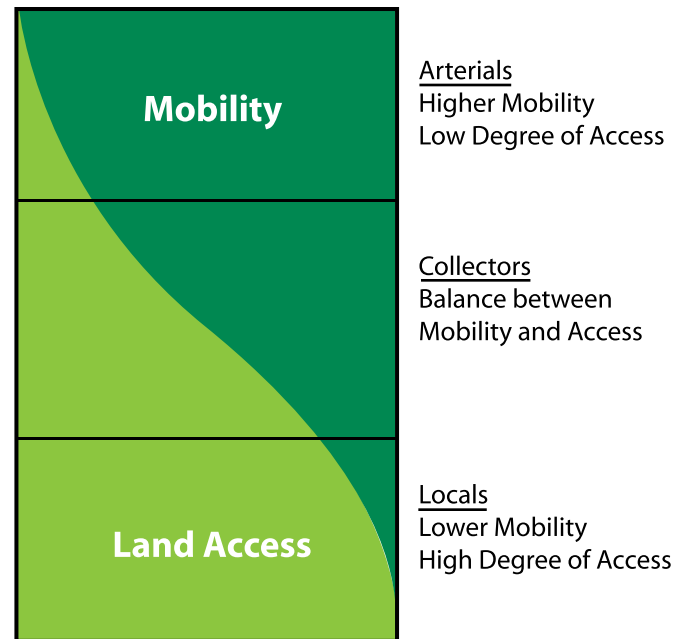 Mobility
Arterials
Higher Mobility
Low Degree of Access
Collectors
Balance between
Mobility and Access
Land Access
Locals
Lower Mobility
High Degree of Access